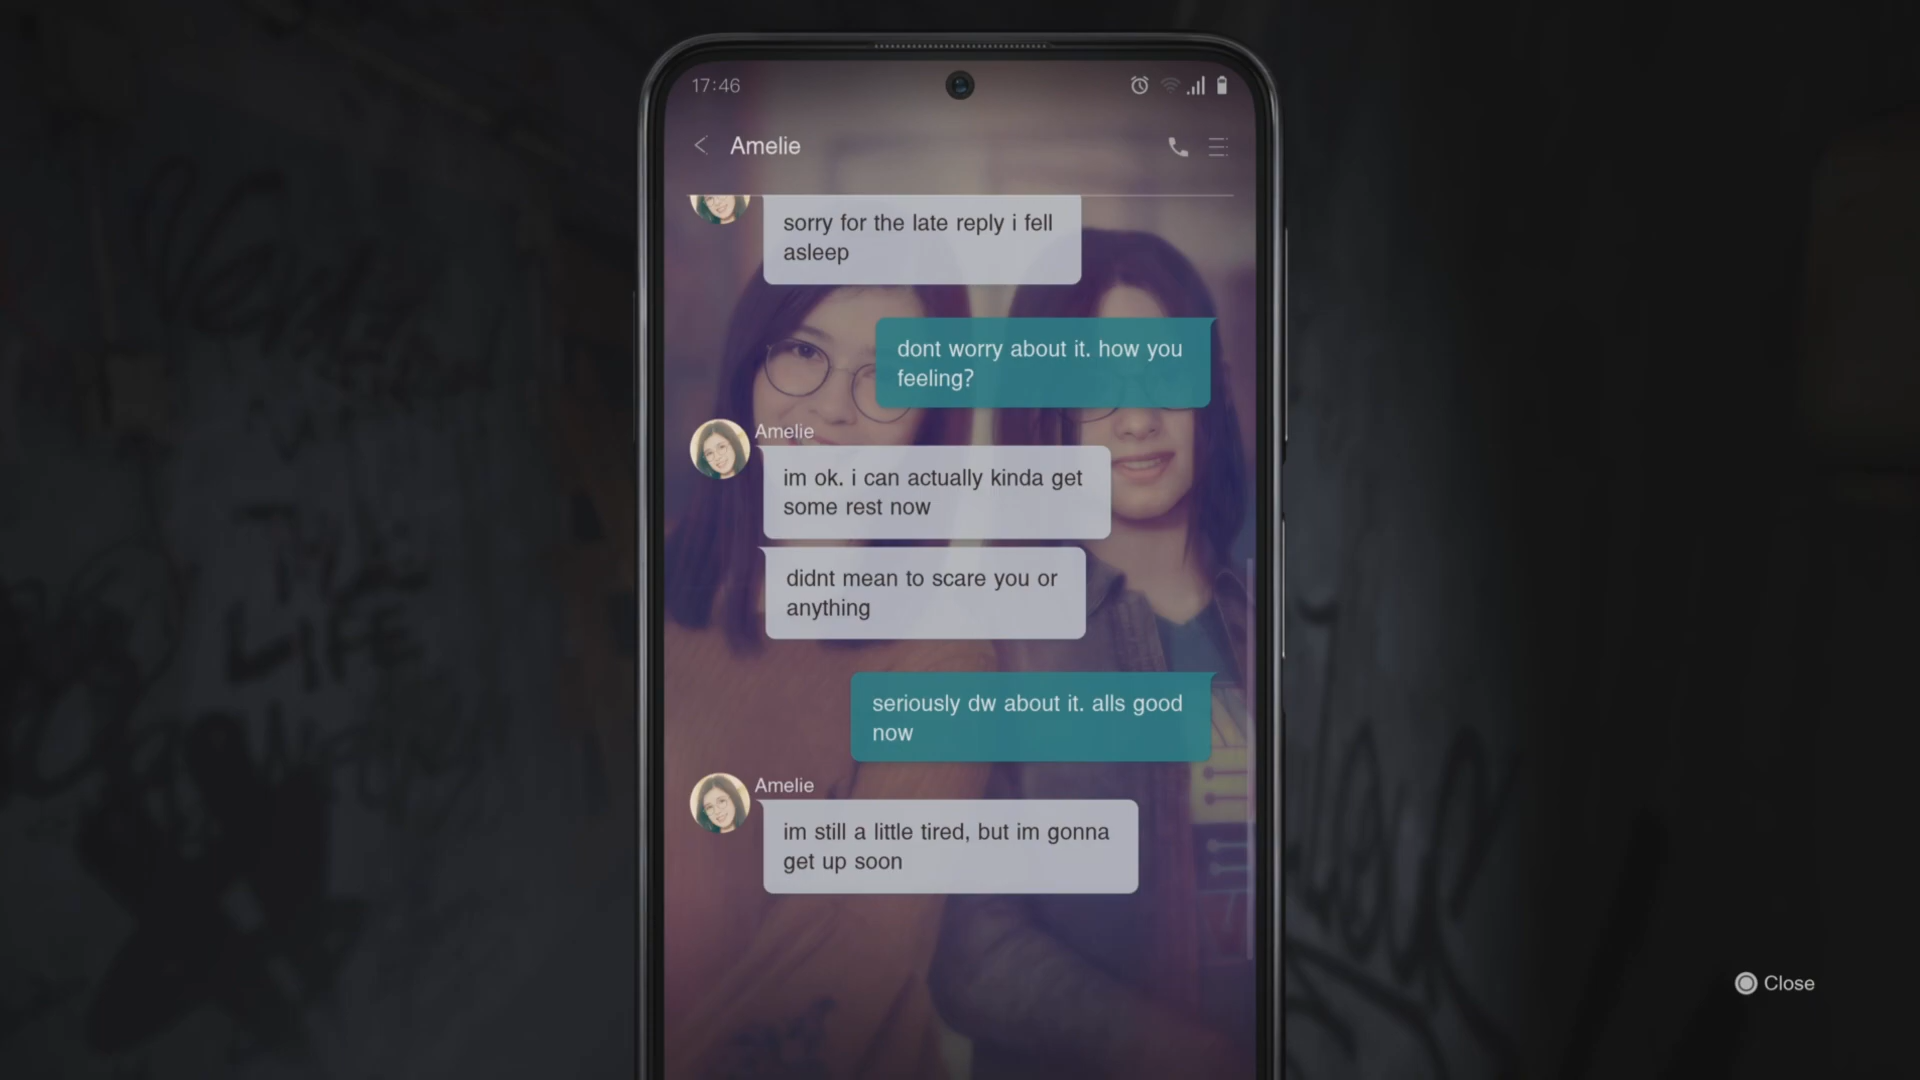 17:46
Amelie
sorry for the late reply i fell
asleep
dont worry about it. how you
feeling?
Amelie
im ok. i can actually kinda get
some rest now
didnt mean to scare you or
anything
seriously dw about it. alls good
now
Amelie
im still a little tired, but im gonna
get up soon
THE
LIFE
Close